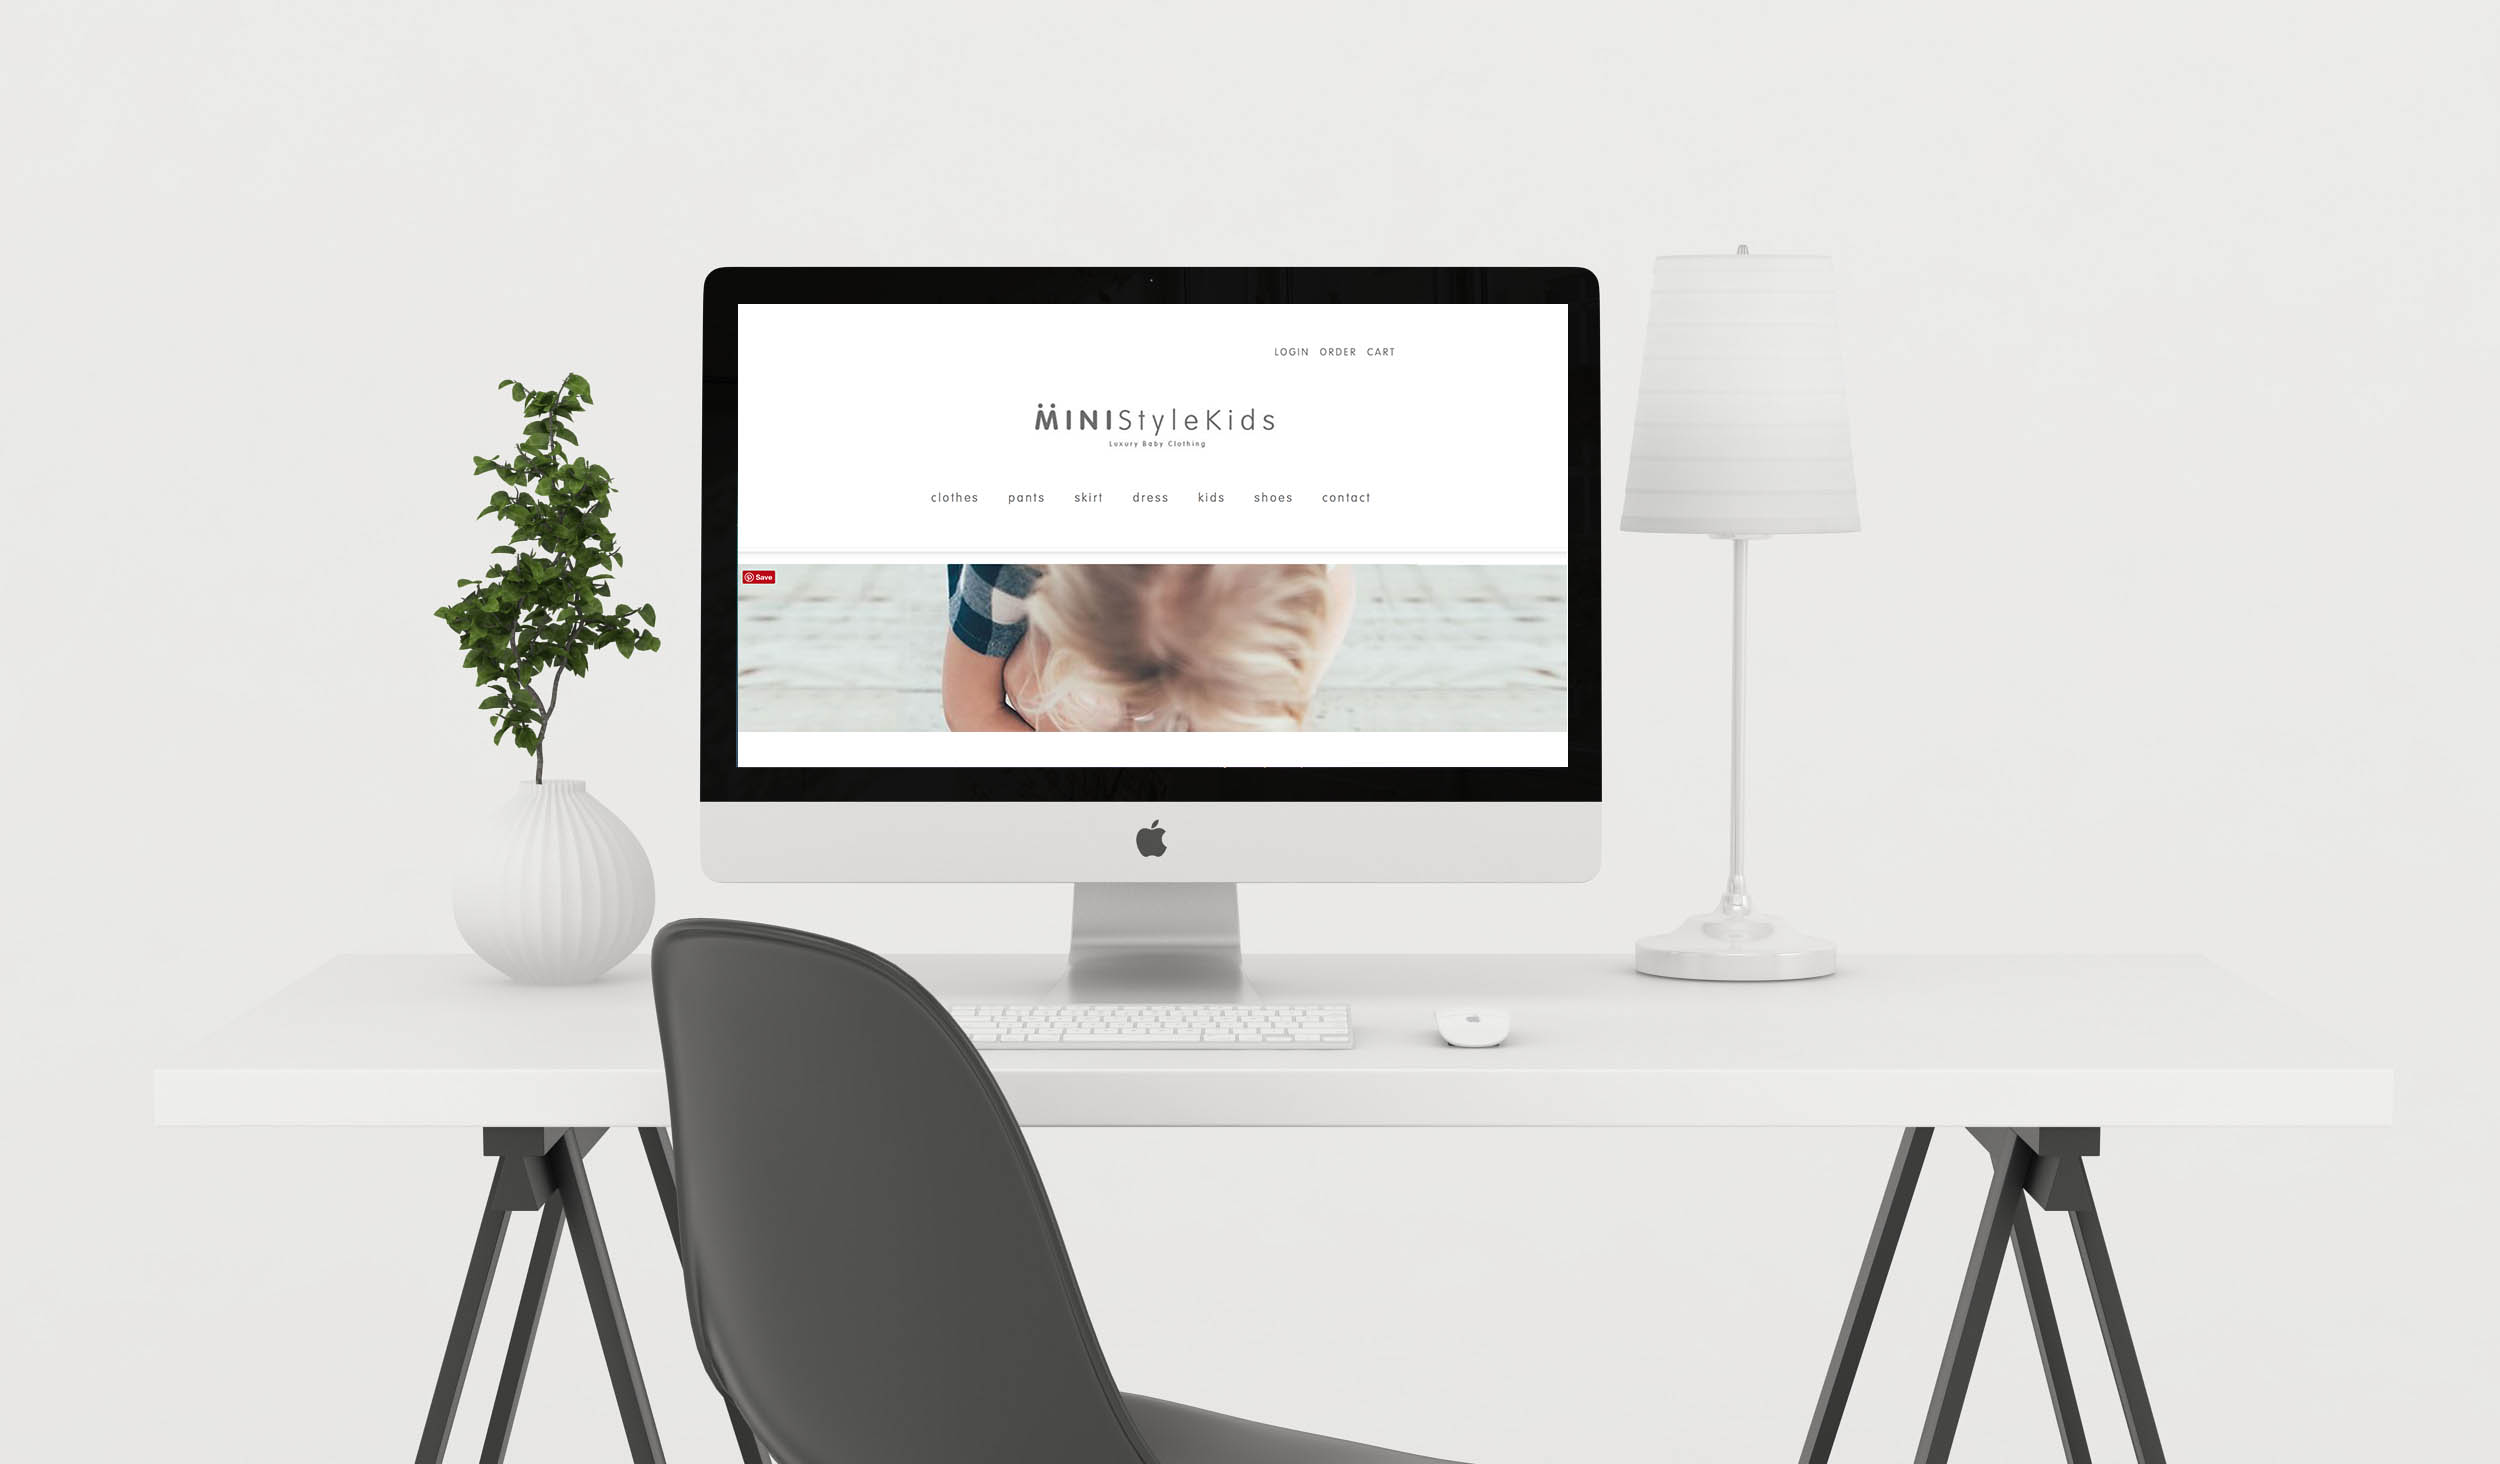 LOGIN ORDER CART
MINIStyleKids
Luxury Baby Clothing
clothes pants skirt dress kids shoes contact
Save